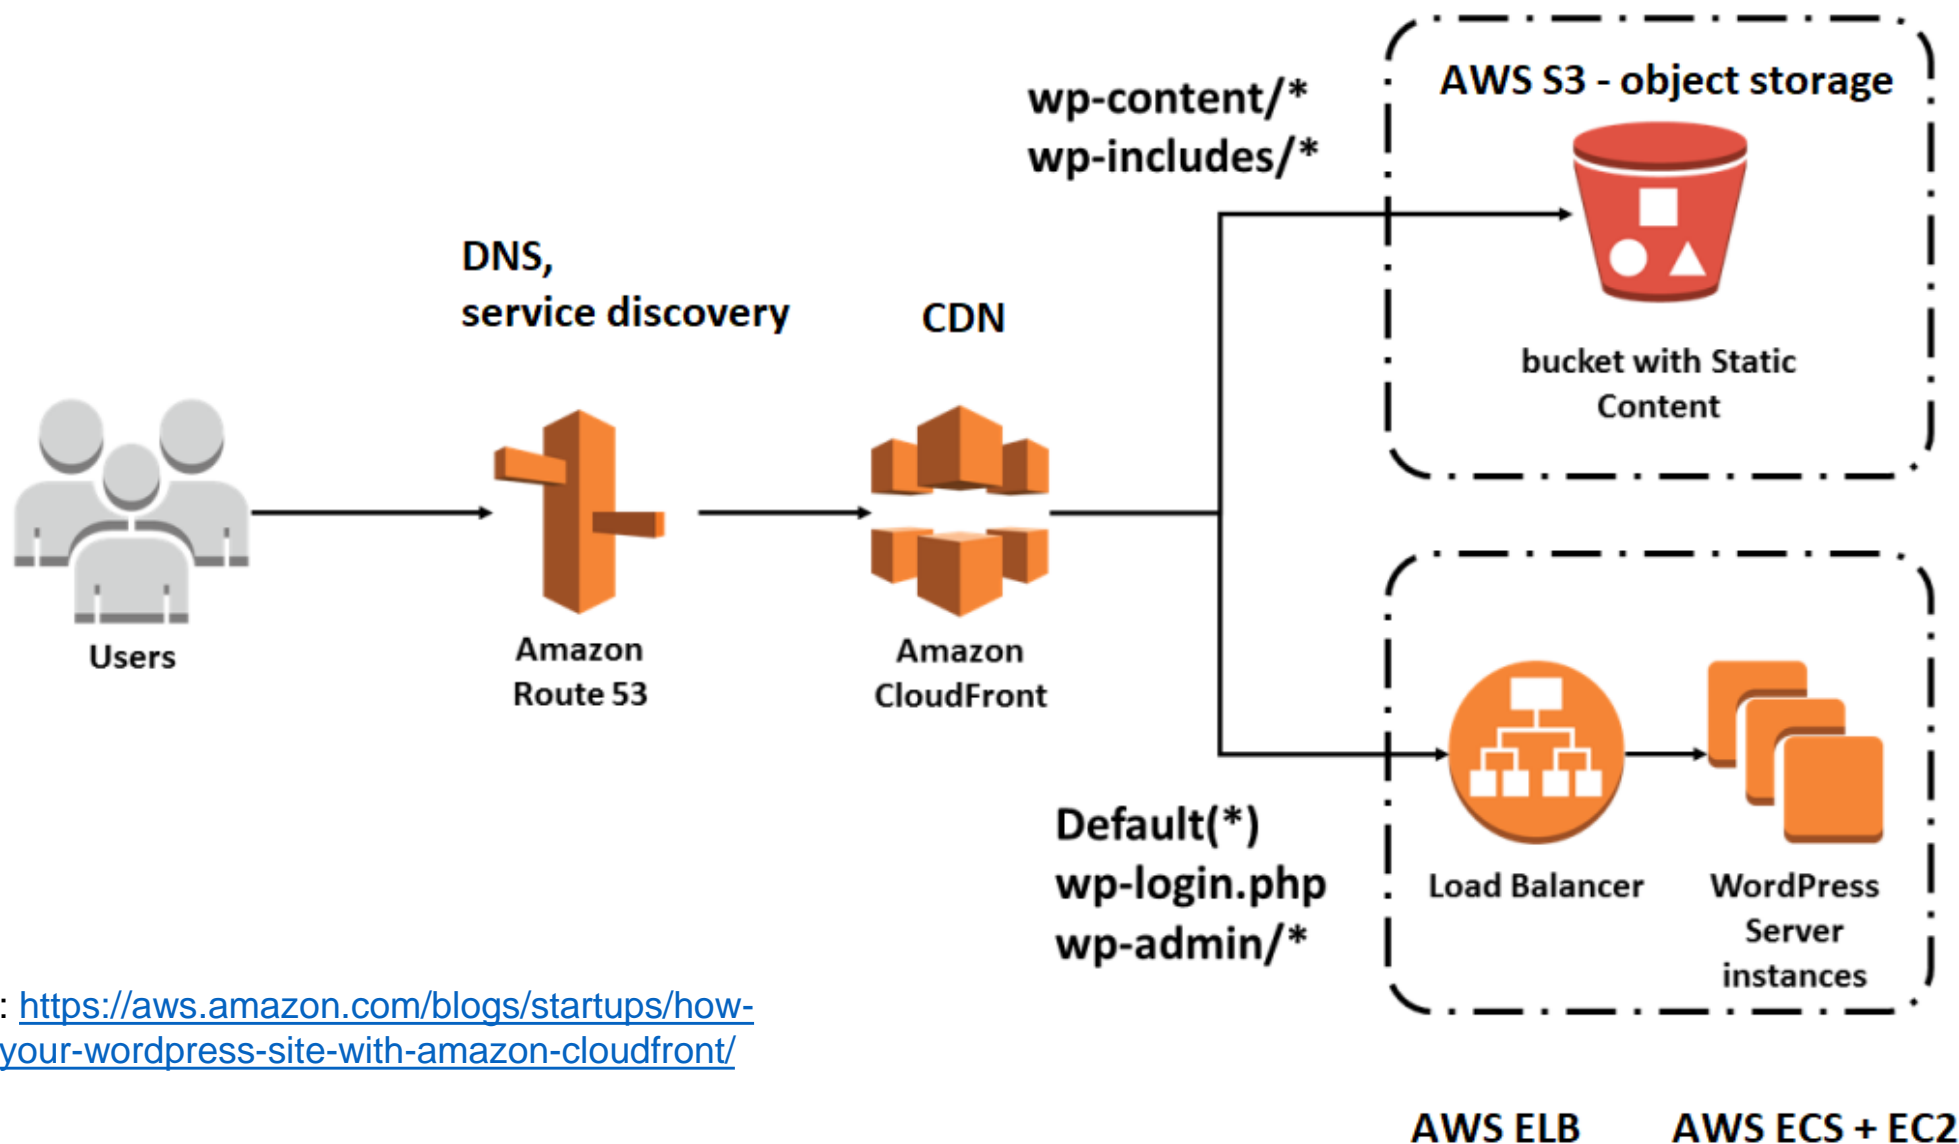 AWS S3 - object storage
wp-content/*
wp-includes/*
DNS,
service discovery
CDN
bucket with Static
Content
Users
Amazon
Route 53
Amazon
CloudFront
Default(*)
wp-login.php
wp-admin/*
Load Balancer
WordPress
Server
instances
: https://aws.amazon.com/blogs/startups/how-
your-wordpress-site-with-amazon-cloudfront/
AWS ELB
AWS ECS + EC2